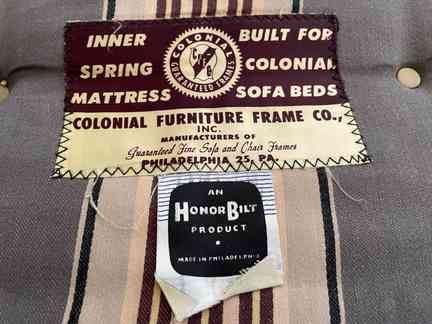 INNER
SPRING
MATTRESS
COLONIAL
GUARANTEED FRAMES
BUILT FOR
COLONIAL
SOFA BEDS
COLONIAL FURNITURE FRAME CO.,
INC.
MANUFACTURERS OF
Guaranteed Fine Sofa and Chair Frames
PHILADELPHIA 25, PA.
AN
HONORBILT
PRODUCT
MADE IN PHILADELPHIA